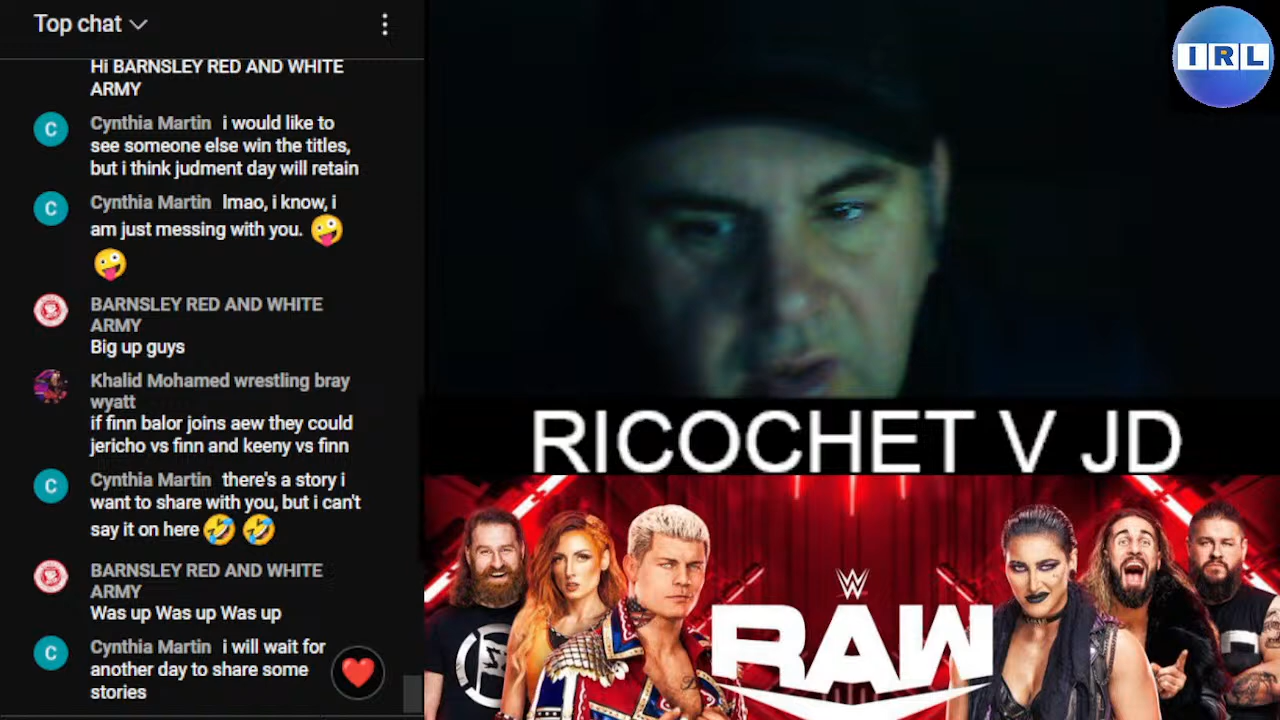 Top chat
Hi BARNSLEY RED AND WHITE
ARMY
C
Cynthia Martin i would like to
see someone else win the titles,
but i think judgment day will retain
C
Cynthia Martin lmao, i know, i
am just messing with you.
BARNSLEY RED AND WHITE
ARMY
Big up guys
Khalid Mohamed wrestling bray
wyatt
if finn balor joins aew they could
jericho vs finn and keeny vs finn
C
Cynthia Martin there's a story i
want to share with you, but i can't
say it on here
BARNSLEY RED AND WHITE
ARMY
Was up Was up Was up
C
Cynthia Martin i will wait for
another day to share some
stories
IRL
RICOCHET V JD
W
RAW